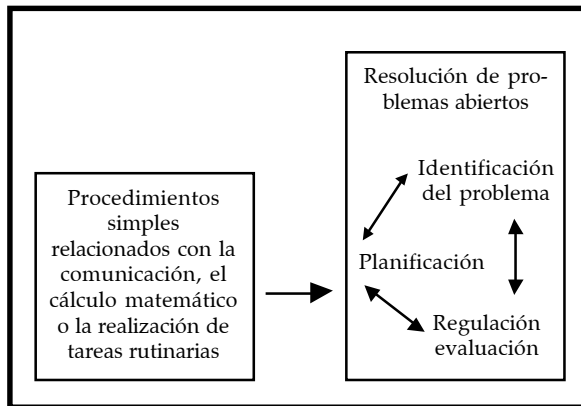 Resolución de pro-
blemas abiertos
Identificación
del problema
Planificación
Regulación
evaluación
Procedimientos
simples
relacionados con la
comunicación, el
cálculo matemático
o la realización de
tareas rutinarias